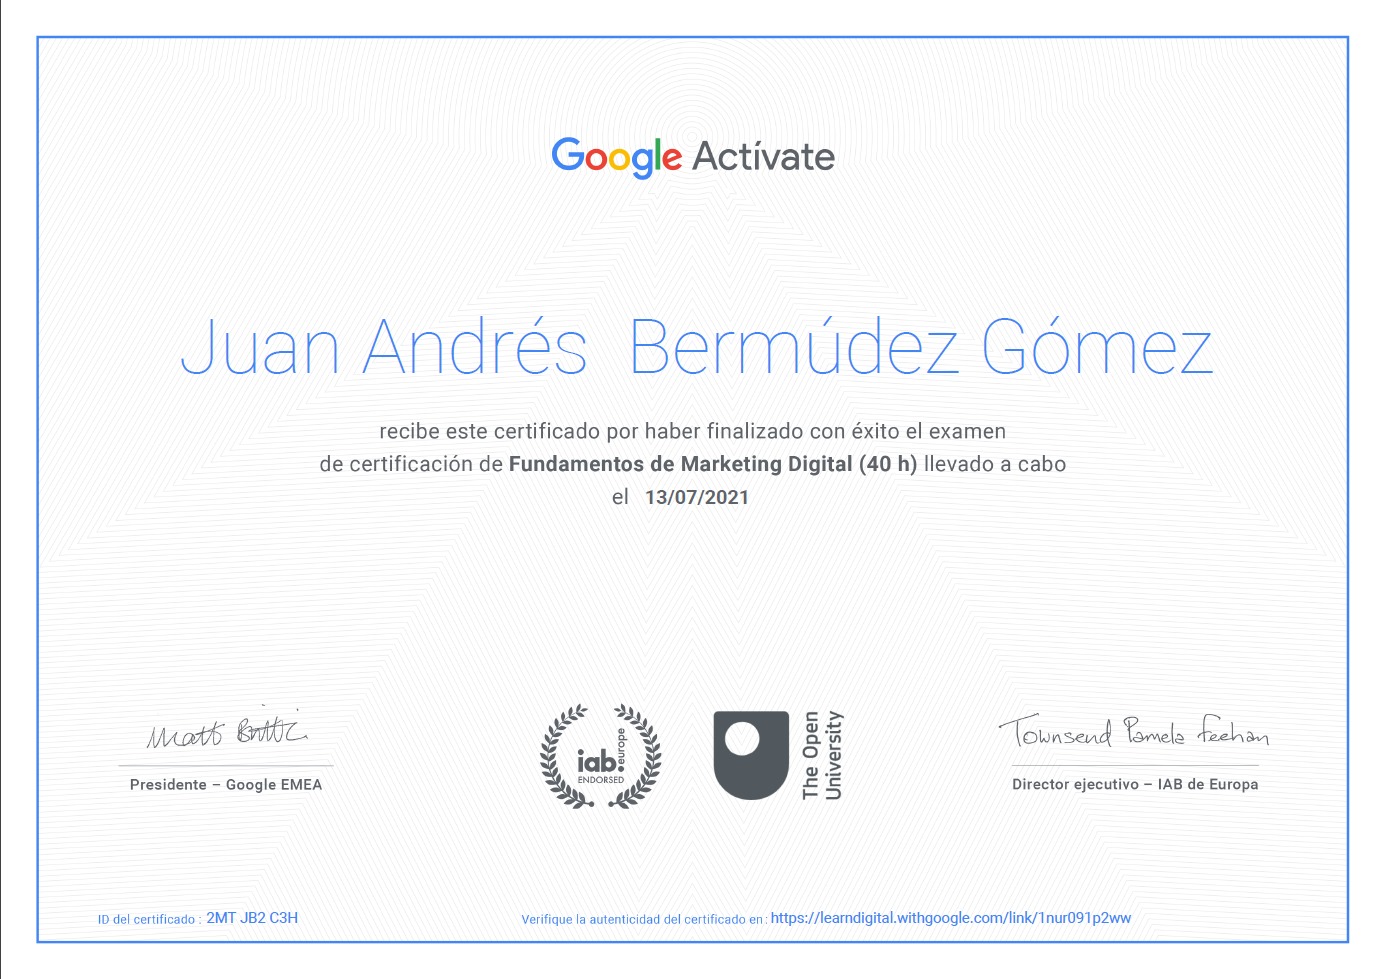 Google Actívate
Juan Andrés Bermúdez Gómez
recibe este certificado por haber finalizado con éxito el examen
de certificación de Fundamentos de Marketing Digital (40 h) llevado a cabo
el 13/07/2021
Matt Brittin
Presidente – Google EMEA
iab. europe
ENDORSED
The Open
University
Townsend Pamela Feehan
Director ejecutivo – IAB de Europa
ID del certificado : 2MT JB2 C3H
Verifique la autenticidad del certificado en : https://learndigital.withgoogle.com/link/1nur091p2ww